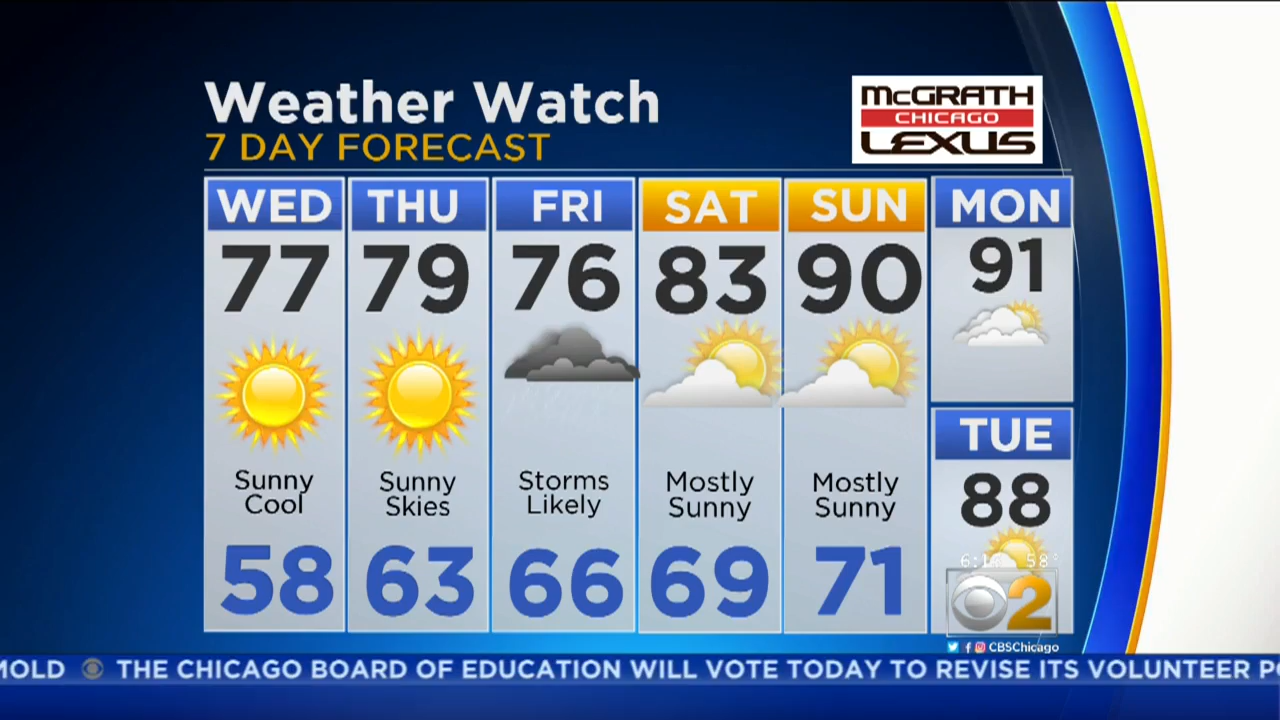 Weather Watch
7 DAY FORECAST
McGRATH
CHICAGO
LEXUS
WED
77
Sunny
Cool
58
THU
79
Sunny
Skies
63
FRI
76
Storms
Likely
66
SAT
83
Mostly
Sunny
69
SUN
90
Mostly
Sunny
71
MON
91
TUE
88
58°
2
CBSChicago
MOLD THE CHICAGO BOARD OF EDUCATION WILL VOTE TODAY TO REVISE ITS VOLUNTEER